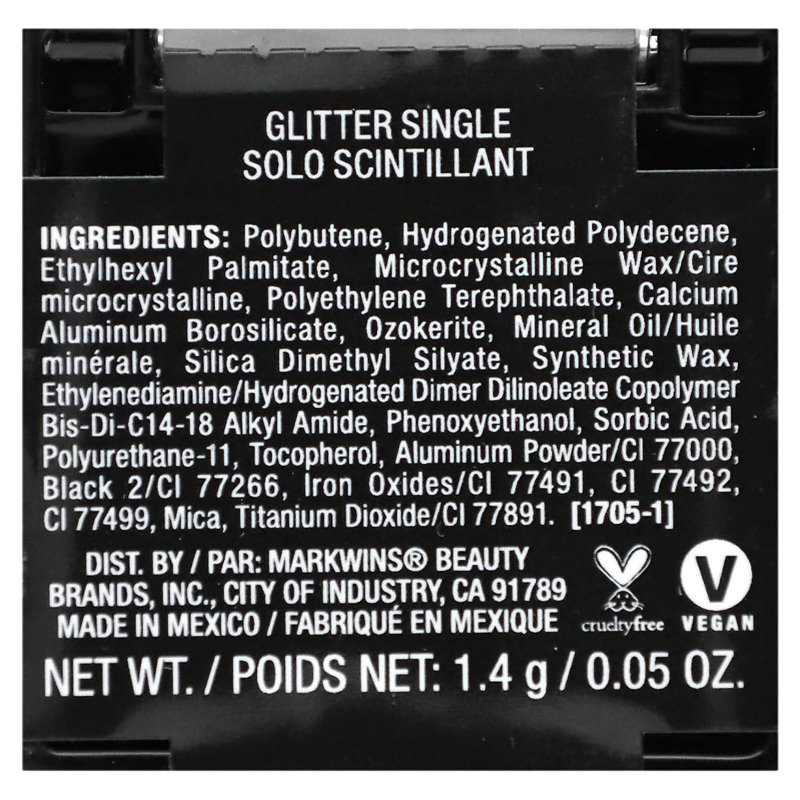 GLITTER SINGLE
SOLO SCINTILLANT
INGREDIENTS: Polybutene, Hydrogenated Polydecene,
Ethylhexyl Palmitate, Microcrystalline Wax/Cire
microcrystalline, Polyethylene Terephthalate, Calcium
Aluminum Borosilicate, Ozokerite, Mineral Oil/Huile
minérale, Silica Dimethyl Silyate, Synthetic Wax,
Ethylenediamine/Hydrogenated Dimer Dilinoleate Copolymer
Bis-Di-C14-18 Alkyl Amide, Phenoxyethanol, Sorbic Acid,
Polyurethane-11, Tocopherol, Aluminum Powder/CI 77000,
Black 2/CI 77266, Iron Oxides/CI 77491, CI 77492,
CI 77499, Mica, Titanium Dioxide/CI 77891. [1705-1]
DIST. BY / PAR: MARKWINS® BEAUTY
BRANDS, INC., CITY OF INDUSTRY, CA 91789
MADE IN MEXICO / FABRIQUÉ EN MEXIQUE
crueltyfree
V
VEGAN
NET WT. / POIDS NET: 1.4 g / 0.05 OZ.